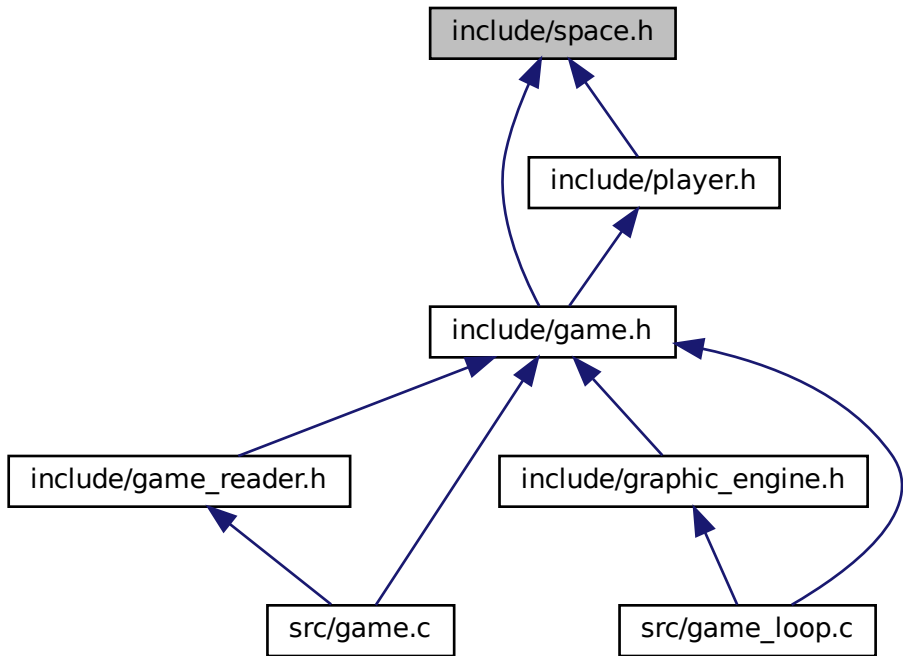 include/space.h
include/player.h
include/game.h
include/game_reader.h
include/graphic_engine.h
src/game.c
src/game_loop.c